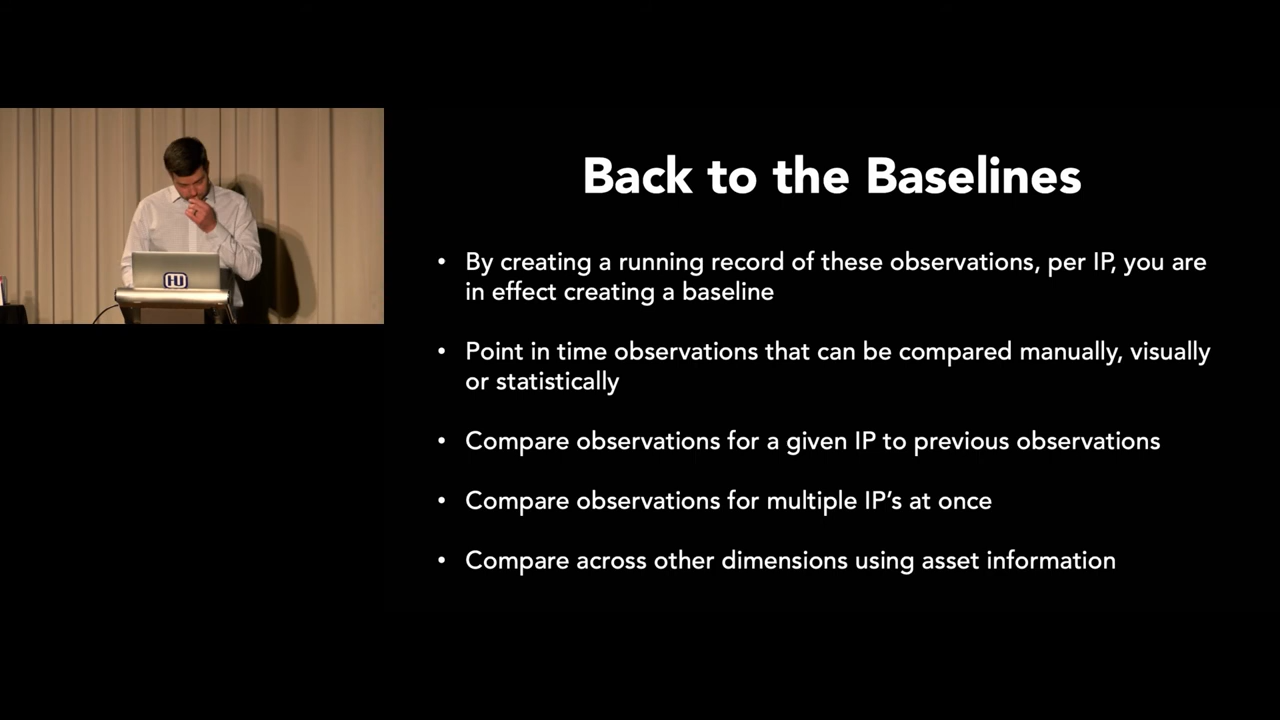 Back to the Baselines
• By creating a running record of these observations, per IP, you are
in effect creating a baseline
• Point in time observations that can be compared manually, visually
or statistically
• Compare observations for a given IP to previous observations
• Compare observations for multiple IP’s at once
• Compare across other dimensions using asset information